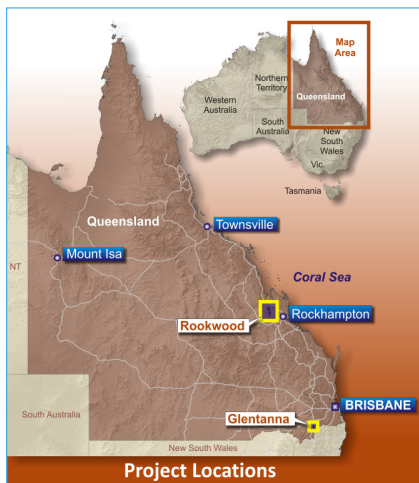 Map
Area
Northern
Territory
Queensland
Western
Australia
South
Australia
New
South
Wales
Vic.
Tasmania
Queensland
Townsville
Mount Isa
NT
Coral Sea
Rockhampton
Rookwood
BRISBANE
South Australia
Glentanna
New South Wales
Project Locations